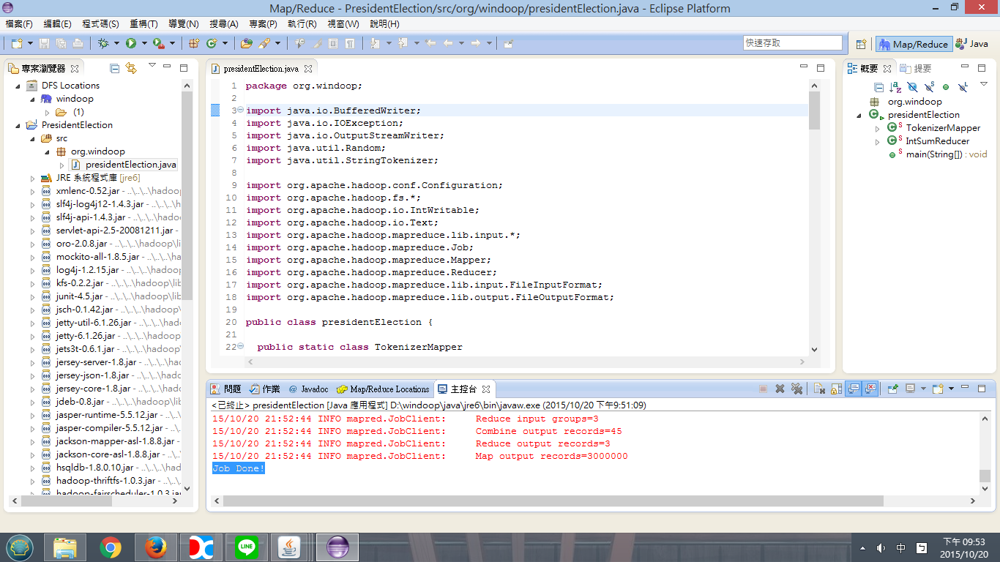 Map/Reduce - PresidentElection/src/org/windoop/presidentElection.java - Eclipse Platform
檔案(F) 編輯(E) 程式碼(S) 重構(T) 導覽(N) 搜尋(A) 專案(P) 執行(R) 視窗(W) 說明(H)
快速存取 Map/Reduce Java
專案瀏覽器
DFS Locations
windoop
(1)
PresidentElection
src
org.windoop
presidentElection.java
JRE 系統程式庫 [jre6]
xmlenc-0.52.jar - ..\..\..\hadoop
slf4j-log4j12-1.4.3.jar - ..\..\..\h
slf4j-api-1.4.3.jar - ..\..\..\hado
servlet-api-2.5-20081211.jar - ..
oro-2.0.8.jar - ..\..\..\hadoop\li
mockito-all-1.8.5.jar - ..\..\..\ha
log4j-1.2.15.jar - ..\..\..\hadoop
kfs-0.2.2.jar - ..\..\..\hadoop\lib
junit-4.5.jar - ..\..\..\hadoop\lib
jsch-0.1.42.jar - ..\..\..\hadoop\
jetty-util-6.1.26.jar - ..\..\..\had
jetty-6.1.26.jar - ..\..\..\hadoop
jets3t-0.6.1.jar - ..\..\..\hadoop\
jersey-server-1.8.jar - ..\..\..\ha
jersey-json-1.8.jar - ..\..\..\had
jersey-core-1.8.jar - ..\..\..\had
jdeb-0.8.jar - ..\..\..\hadoop\lib
jasper-runtime-5.5.12.jar - ..\..
jasper-compiler-5.5.12.jar - ..\..
jackson-mapper-asl-1.8.8.jar -
jackson-core-asl-1.8.8.jar - ..\..
hsqldb-1.8.0.10.jar - ..\..\..\had
hadoop-thriftfs-1.0.3.jar - ..\..\
hadoop-fairscheduler-1.0.3.jar
presidentElection.java
1 package org.windoop;
2
3 import java.io.BufferedWriter;
4 import java.io.IOException;
5 import java.io.OutputStreamWriter;
6 import java.util.Random;
7 import java.util.StringTokenizer;
8
9 import org.apache.hadoop.conf.Configuration;
10 import org.apache.hadoop.fs.*;
11 import org.apache.hadoop.io.IntWritable;
12 import org.apache.hadoop.io.Text;
13 import org.apache.hadoop.mapreduce.lib.input.*;
14 import org.apache.hadoop.mapreduce.Job;
15 import org.apache.hadoop.mapreduce.Mapper;
16 import org.apache.hadoop.mapreduce.Reducer;
17 import org.apache.hadoop.mapreduce.lib.input.FileInputFormat;
18 import org.apache.hadoop.mapreduce.lib.output.FileOutputFormat;
19
20 public class presidentElection {
21
22 public static class TokenizerMapper
概要 提要
org.windoop
presidentElection
TokenizerMapper
IntSumReducer
main(String[]) : void
問題 作業 @ Javadoc Map/Reduce Locations 主控台
<已終止> presidentElection [Java 應用程式] D:\windoop\java\jre6\bin\javaw.exe (2015/10/20 下午9:51:09)
15/10/20 21:52:44 INFO mapred.JobClient: Reduce input groups=3
15/10/20 21:52:44 INFO mapred.JobClient: Combine output records=45
15/10/20 21:52:44 INFO mapred.JobClient: Reduce output records=3
15/10/20 21:52:44 INFO mapred.JobClient: Map output records=3000000
Job Done!
LINE
中
下午 09:53
2015/10/20